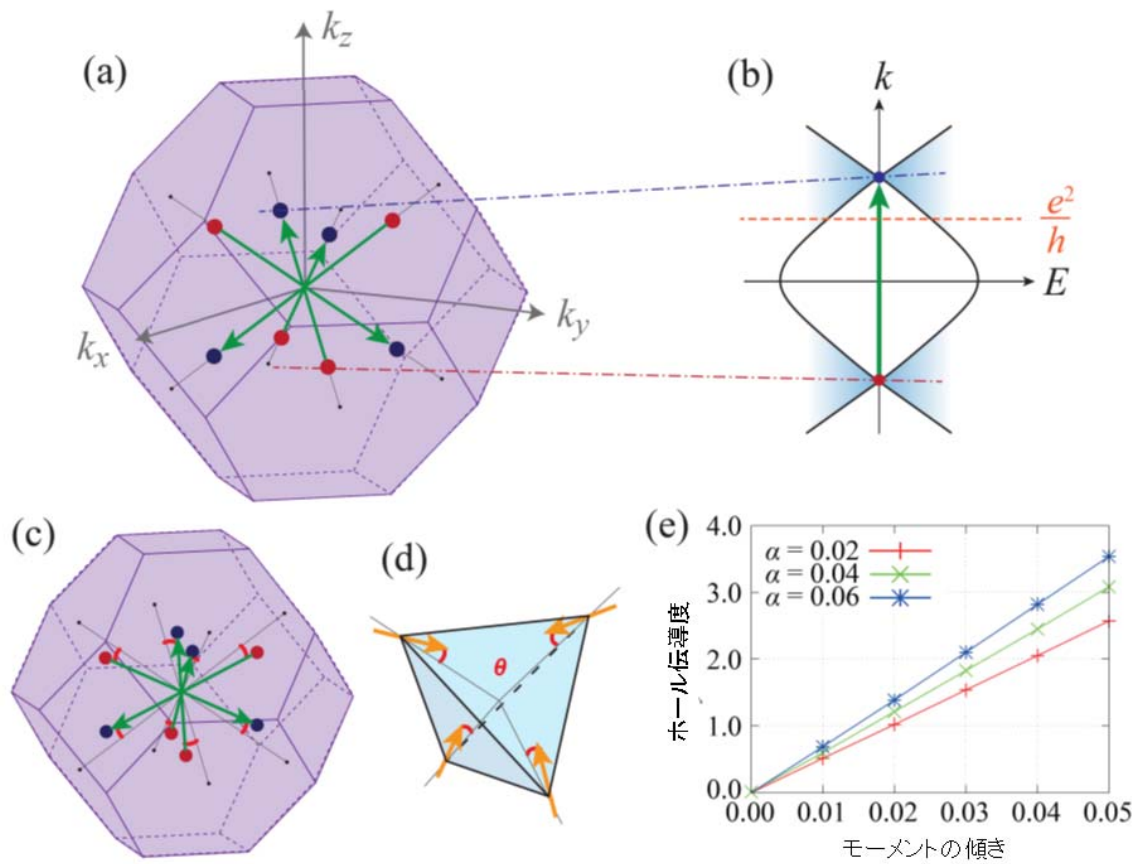 (a)
k_z
k_x
k_y
(b)
k
e²/h
E
(c)
(d)
θ
(e)
ホール伝導度
4.0
3.0
2.0
1.0
0.0
α = 0.02
α = 0.04
α = 0.06
0.00 0.01 0.02 0.03 0.04 0.05
モーメントの傾き